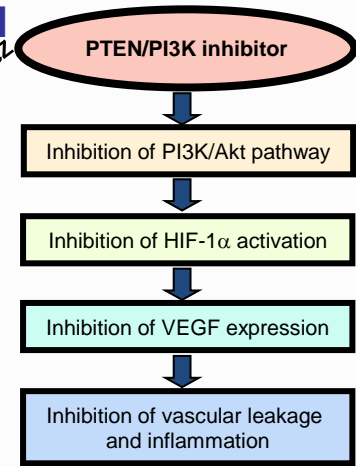 PTEN/PI3K inhibitor
Inhibition of PI3K/Akt pathway
Inhibition of HIF-1α activation
Inhibition of VEGF expression
Inhibition of vascular leakage
and inflammation